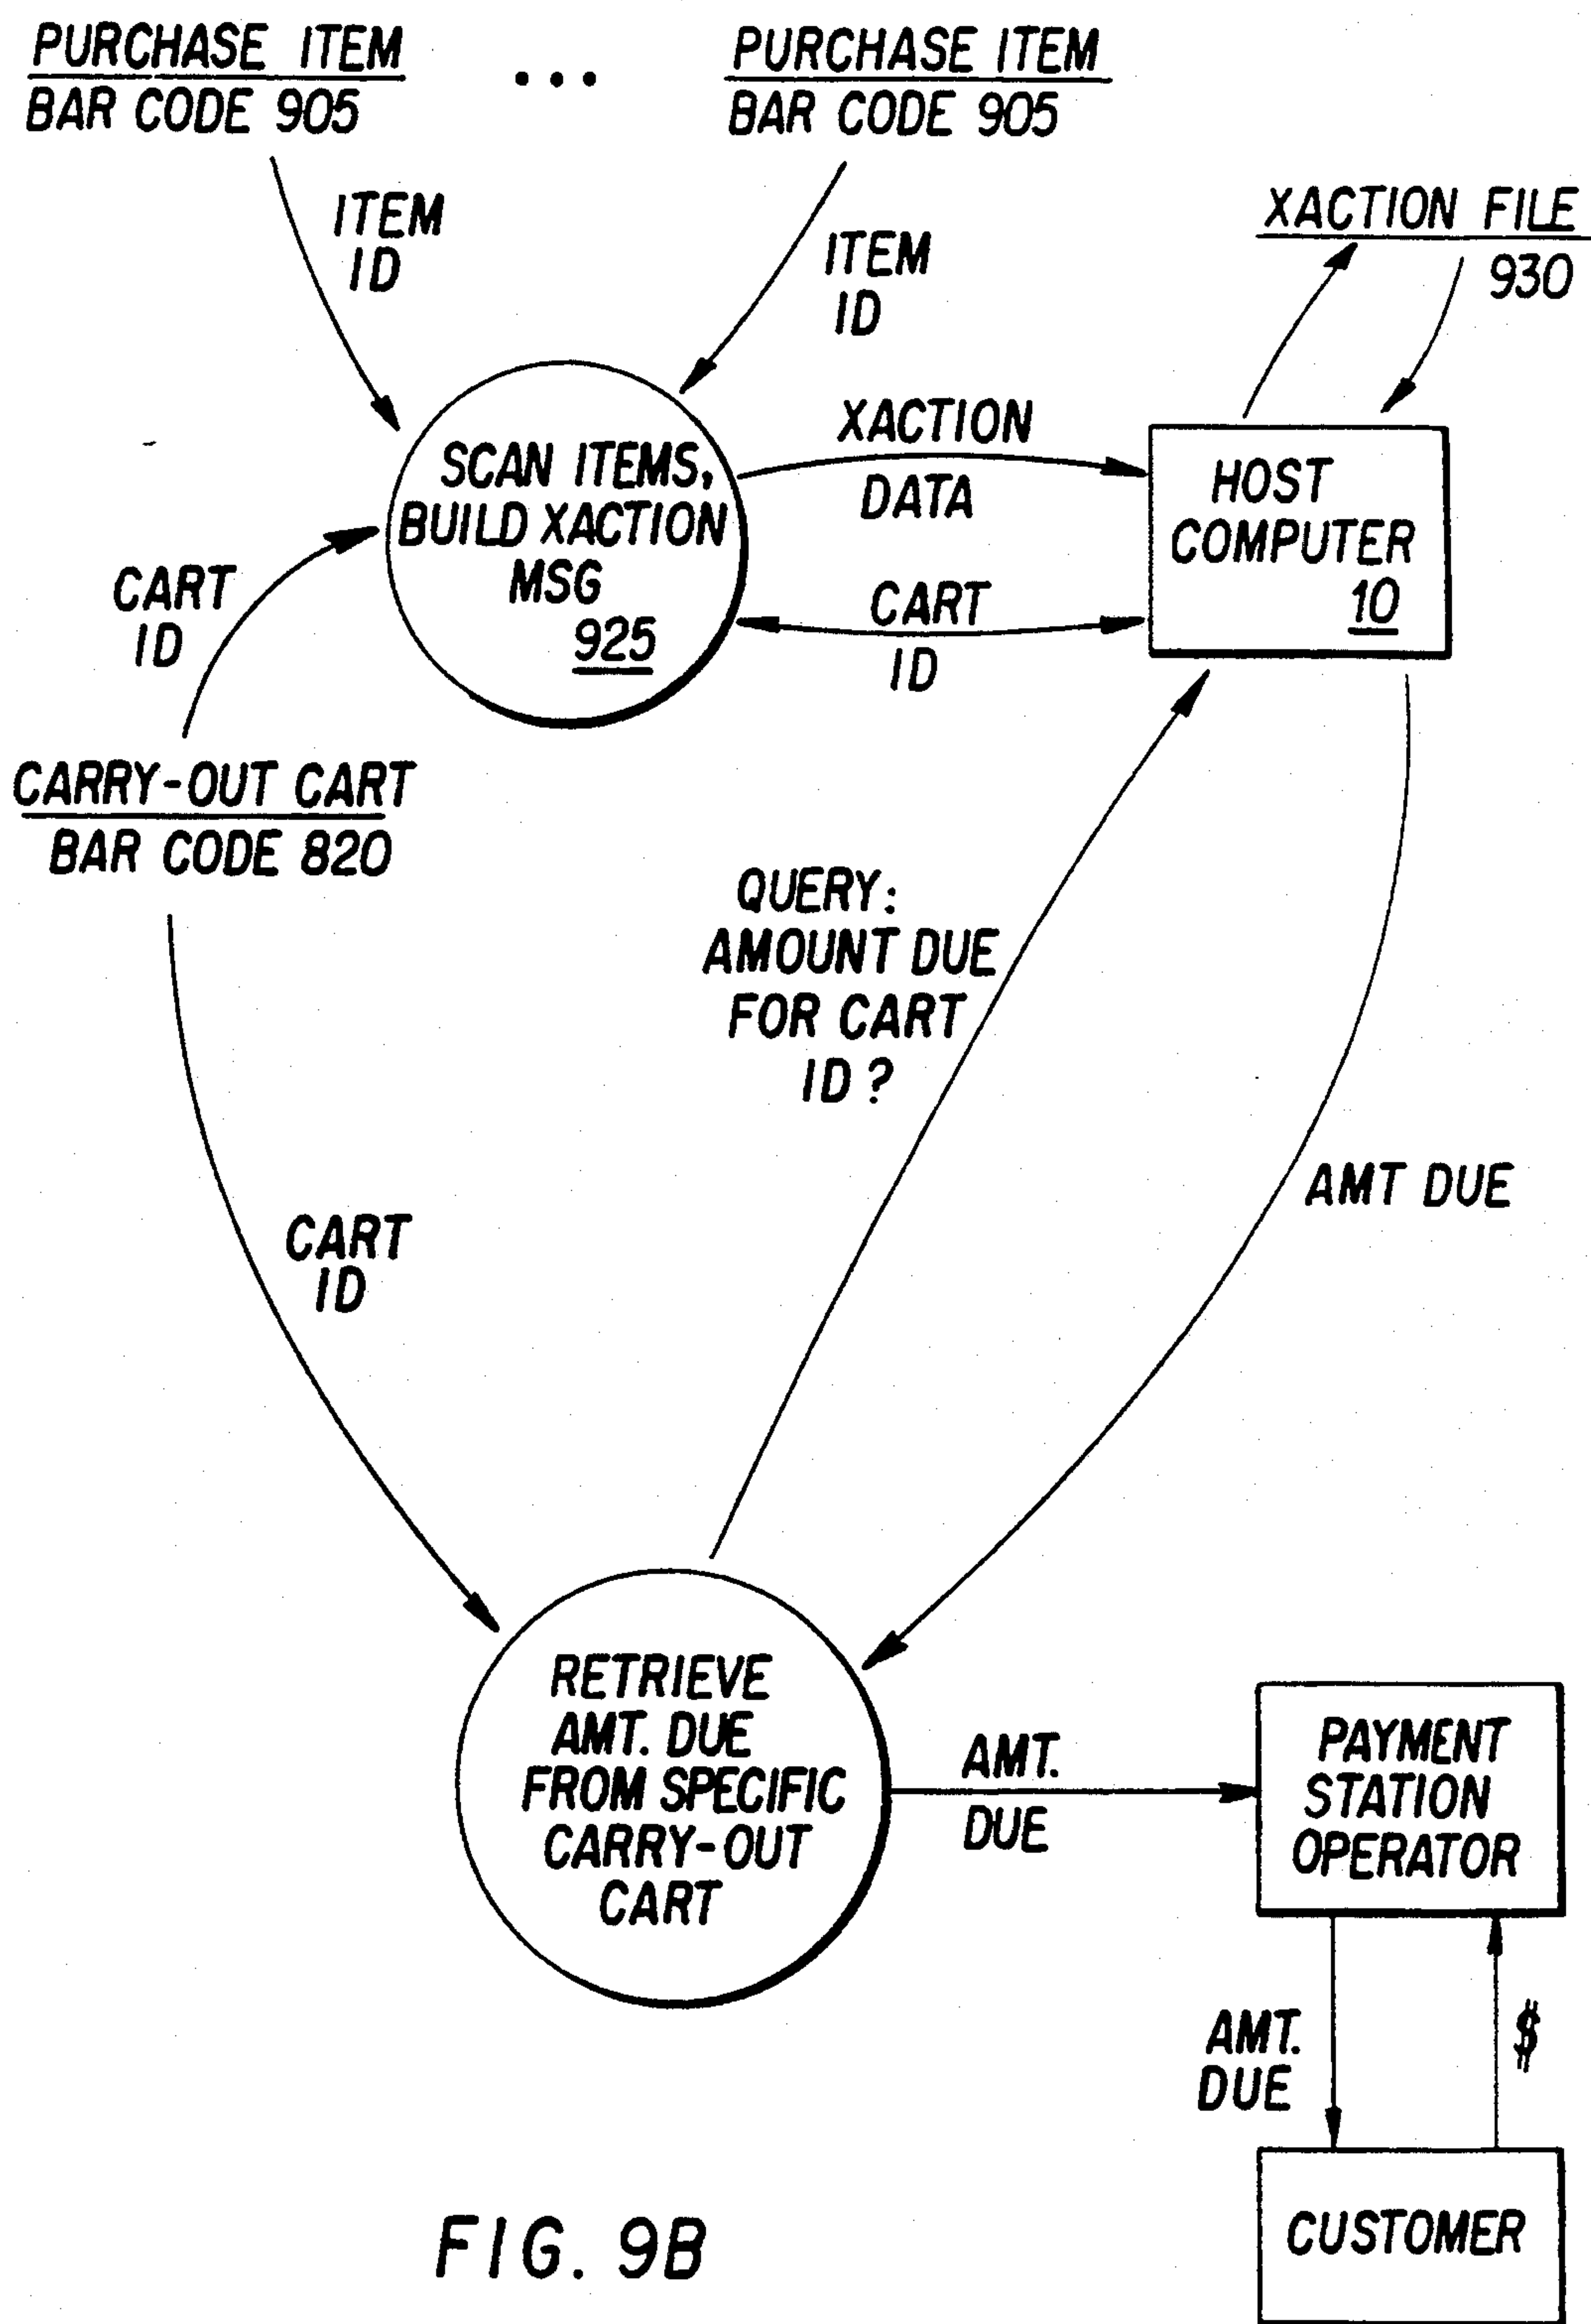 PURCHASE ITEM
BAR CODE 905
...
PURCHASE ITEM
BAR CODE 905
ITEM
ID
ITEM
ID
XACTION FILE
930
SCAN ITEMS,
BUILD XACTION
MSG
925
XACTION
DATA
HOST
COMPUTER
10
CART
ID
CART
ID
CARRY-OUT CART
BAR CODE 820
QUERY:
AMOUNT DUE
FOR CART
ID?
AMT DUE
CART
ID
RETRIEVE
AMT. DUE
FROM SPECIFIC
CARRY-OUT
CART
AMT.
DUE
PAYMENT
STATION
OPERATOR
AMT.
DUE
$
CUSTOMER
FIG. 9B